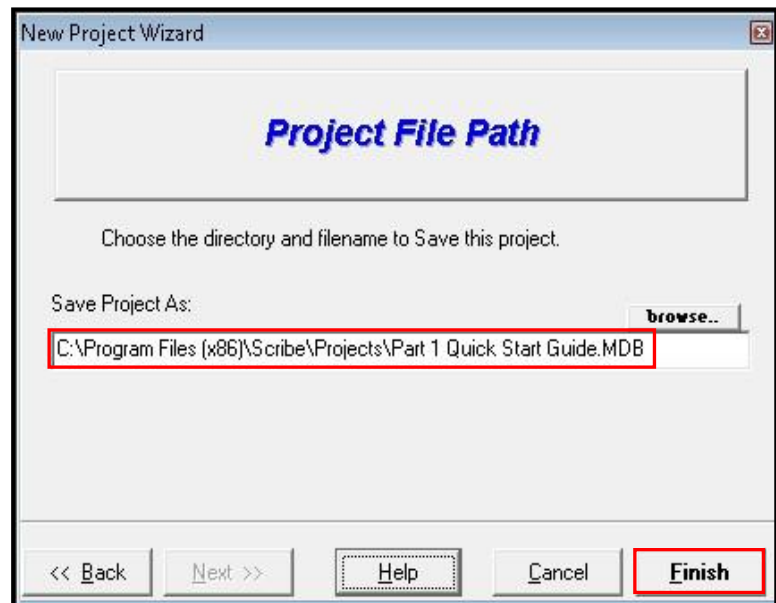 New Project Wizard
Project File Path
Choose the directory and filename to Save this project.
Save Project As:
browse..
C:\Program Files (x86)\Scribe\Projects\Part 1 Quick Start Guide.MDB
<< Back Next >> Help Cancel Finish